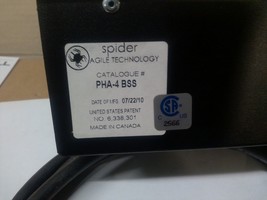 spider
AGILE TECHNOLOGY
CATALOGUE #
PHA-4 BSS
DATE OF MFG 07/22/10
UNITED STATES PATENT
NO. 6,338,301
MADE IN CANADA